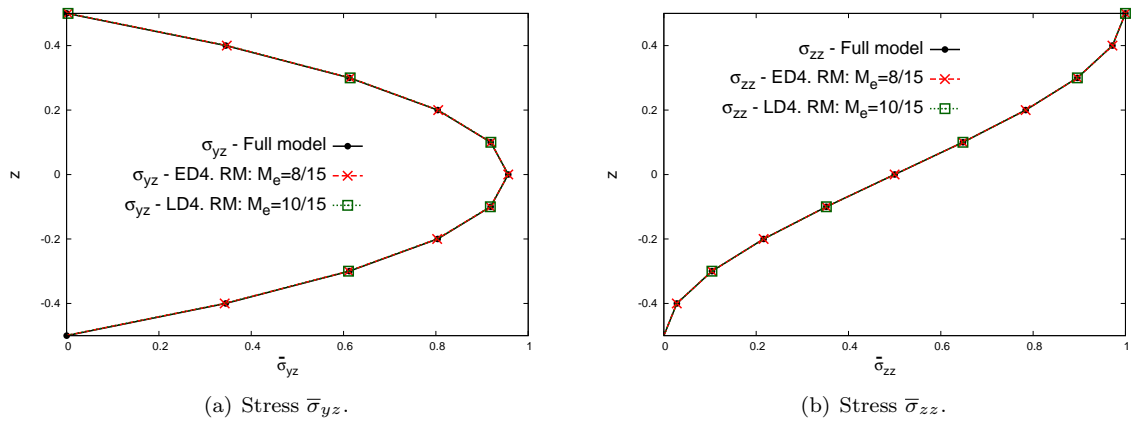 0.4
0.2
0
-0.2
-0.4
z
σyz - Full model
σyz - ED4. RM: Me=8/15
σyz - LD4. RM: Me=10/15
0 0.2 0.4 0.6 0.8 1
σ̄yz
(a) Stress σ̄yz.
0.4
0.2
0
-0.2
-0.4
z
σzz - Full model
σzz - ED4. RM: Me=8/15
σzz - LD4. RM: Me=10/15
0 0.2 0.4 0.6 0.8 1
σ̄zz
(b) Stress σ̄zz.